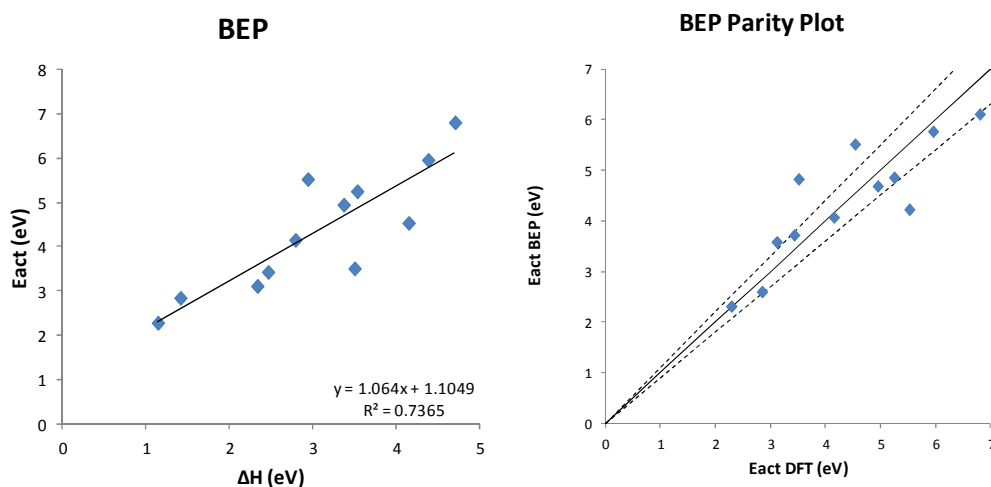 BEP
8
7
6
5
4
3
2
1
0
Eact (eV)
y = 1.064x + 1.1049
R² = 0.7365
0 1 2 3 4 5
ΔH (eV)
BEP Parity Plot
7
6
5
4
3
2
1
0
Eact BEP (eV)
0 1 2 3 4 5 6 7
Eact DFT (eV)